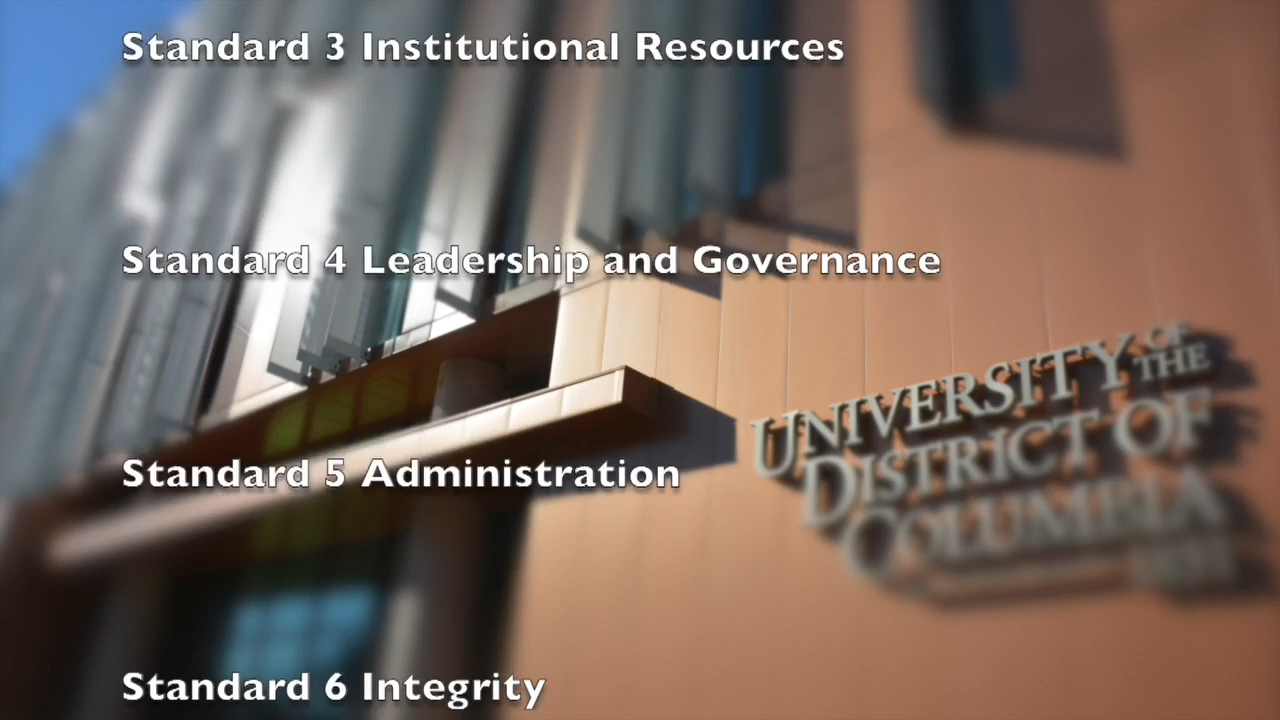 Standard 3 Institutional Resources
Standard 4 Leadership and Governance
Standard 5 Administration
Standard 6 Integrity
UNIVERSITY OF THE
DISTRICT OF
COLUMBIA